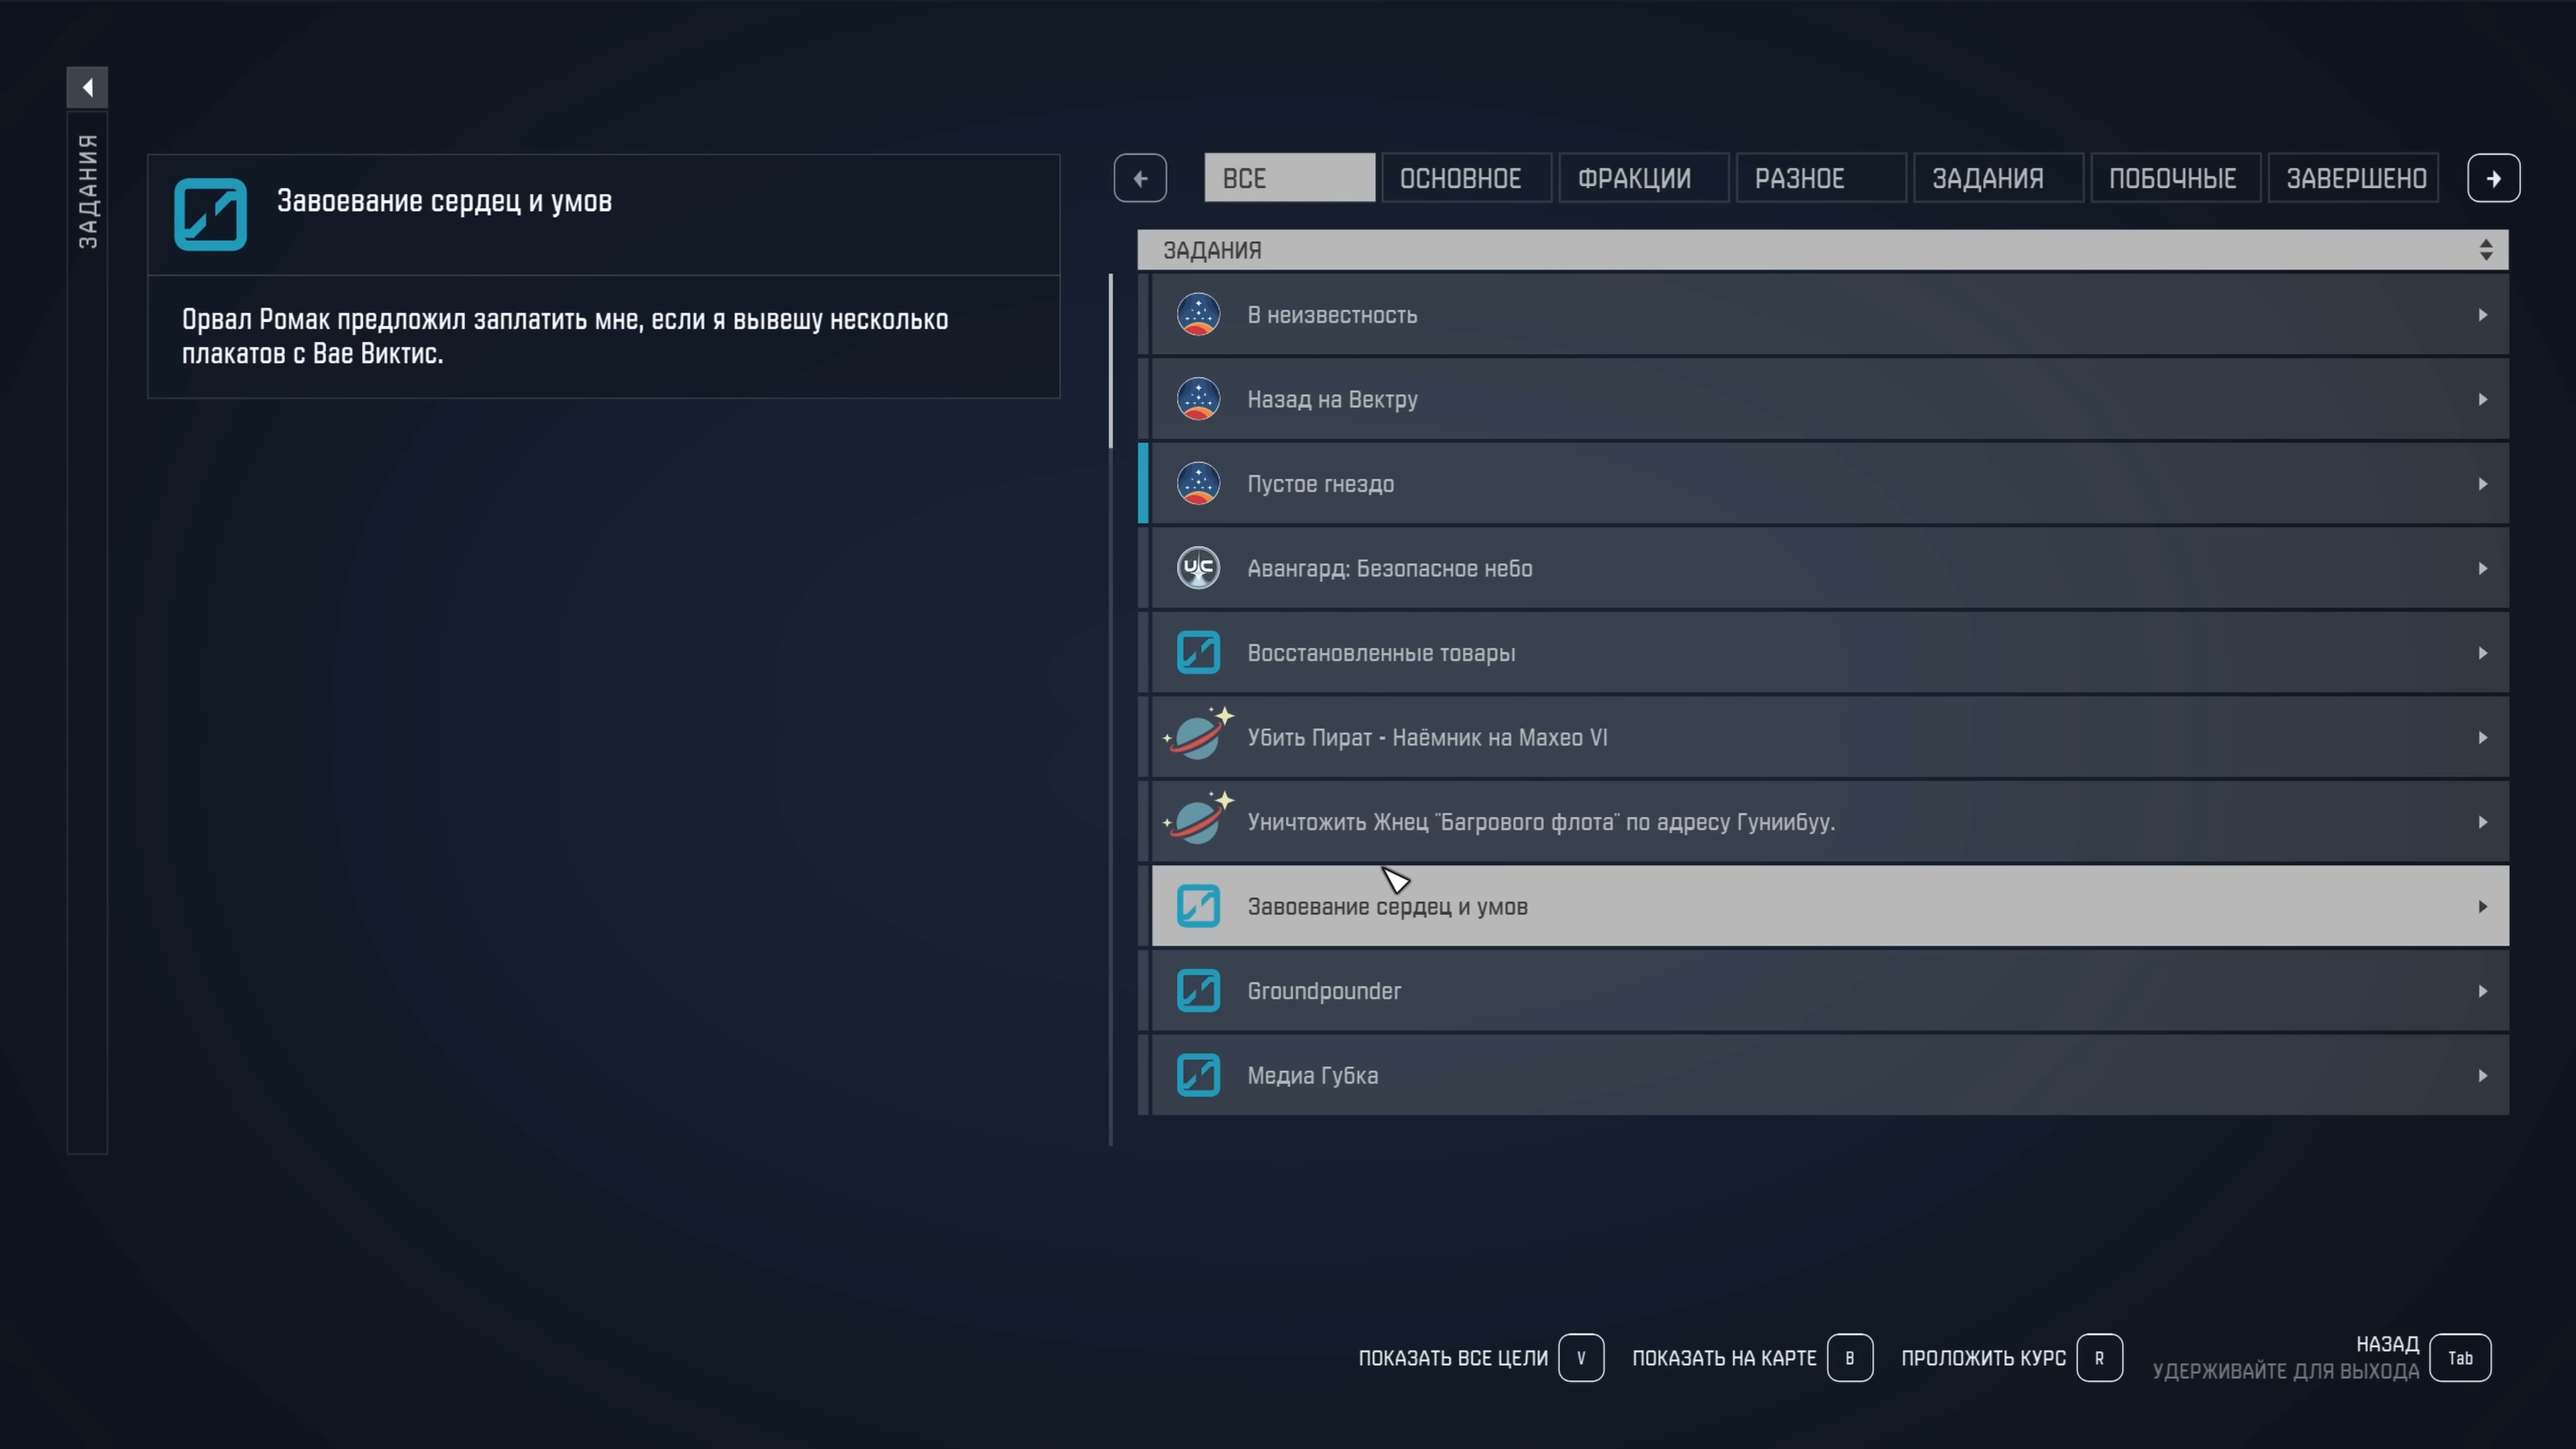 ЗАДАНИЯ
Завоевание сердец и умов
Орвал Ромак предложил заплатить мне, если я вывешу несколько
плакатов с Вае Виктис.
ВСЕ
ОСНОВНОЕ
ФРАКЦИИ
РАЗНОЕ
ЗАДАНИЯ
ПОБОЧНЫЕ
ЗАВЕРШЕНО
ЗАДАНИЯ
В неизвестность
Назад на Вектру
Пустое гнездо
UC
Авангард: Безопасное небо
Восстановленные товары
Убить Пират - Наёмник на Махео VI
Уничтожить Жнец "Багрового флота" по адресу Гуниибуу.
Завоевание сердец и умов
Groundpounder
Медиа Губка
ПОКАЗАТЬ ВСЕ ЦЕЛИ V
ПОКАЗАТЬ НА КАРТЕ B
ПРОЛОЖИТЬ КУРС R
НАЗАД
УДЕРЖИВАЙТЕ ДЛЯ ВЫХОДА
Tab